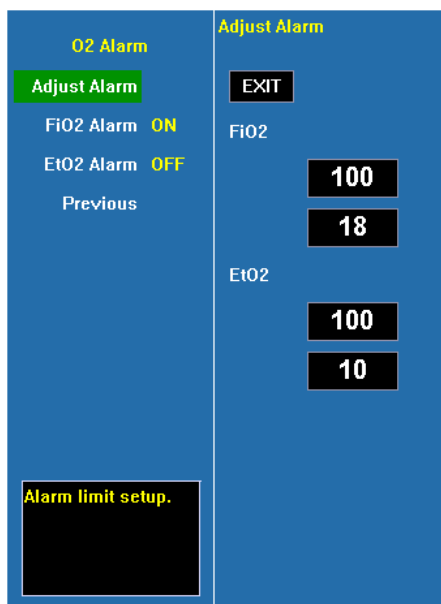 O2 Alarm
Adjust Alarm
FiO2 Alarm ON
EtO2 Alarm OFF
Previous
Alarm limit setup.
Adjust Alarm
EXIT
FiO2
100
18
EtO2
100
10